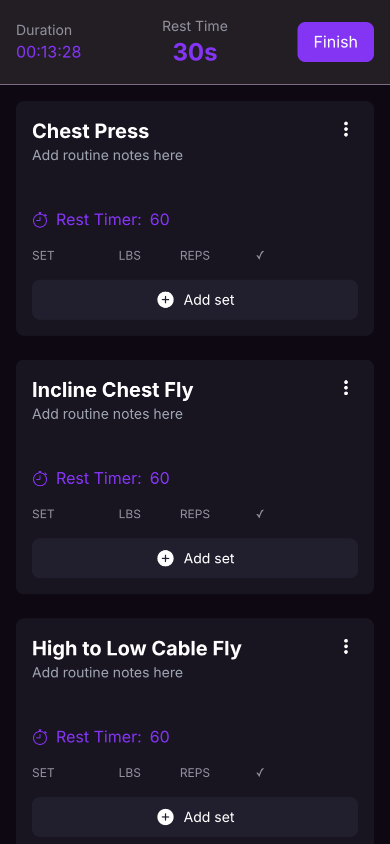 Duration
00:13:28
Rest Time
30s
Finish
Chest Press
Add routine notes here
Rest Timer: 60
SET LBS REPS ✓
Add set
Incline Chest Fly
Add routine notes here
Rest Timer: 60
SET LBS REPS ✓
Add set
High to Low Cable Fly
Add routine notes here
Rest Timer: 60
SET LBS REPS ✓
Add set